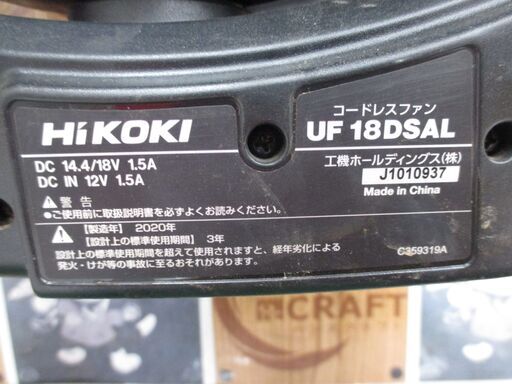 HiKOKI
コードレスファン
UF 18DSAL
DC 14.4/18V 1.5A
DC IN 12V 1.5A
工機ホールディングス(株)
J1010937
Made in China
⚠ 警告
●ご使用前に取扱説明書を必ずよくお読みください。
⚠ 【製造年】 2020年
【設計上の標準使用期間】 3年
設計上の標準使用期間を超えて使用されますと、経年劣化による
発火・けが等の事故に至るおそれがあります。
C359319A
CRAFT